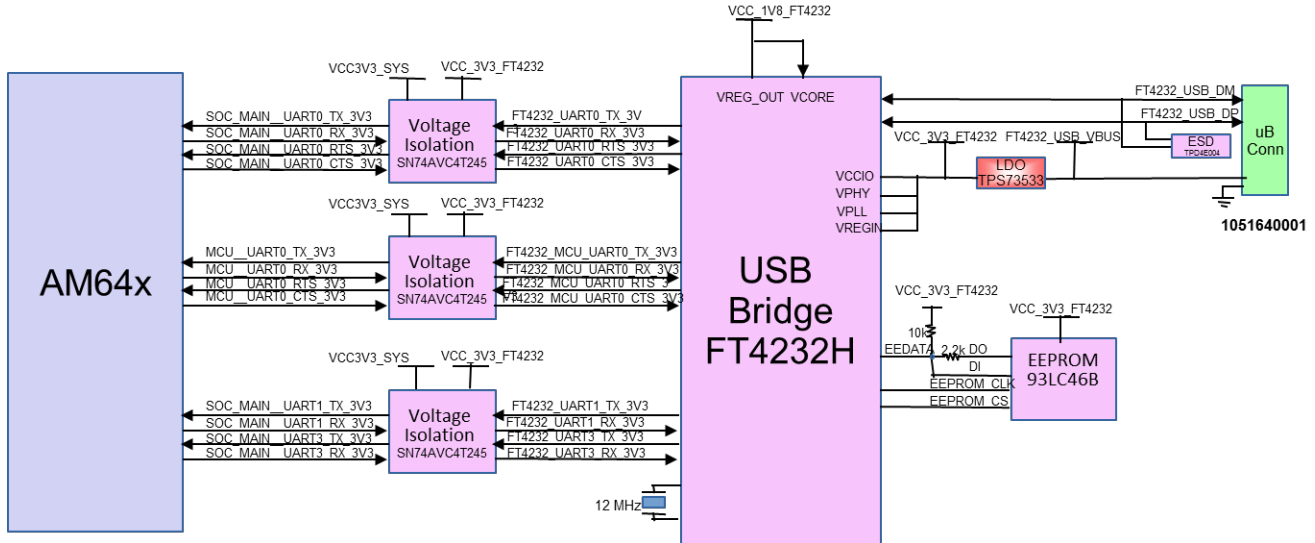 VCC_1V8_FT4232
VCC3V3_SYS
VCC_3V3_FT4232
VREG_OUT VCORE
FT4232_USB_DM
FT4232_USB_DP
SOC_MAIN__UART0_TX_3V3
SOC_MAIN__UART0_RX_3V3
SOC_MAIN__UART0_RTS_3V3
SOC_MAIN__UART0_CTS_3V3
Voltage
Isolation
SN74AVC4T245
FT4232_UART0_TX_3V
FT4232_UART0_RX_3V3
FT4232_UART0_RTS_3V3
FT4232_UART0_CTS_3V3
VCC_3V3_FT4232
FT4232_USB_VBUS
ESD
TPD4E004
uB
Conn
LDO
TPS73533
VCCIO
VPHY
VPLL
VREGIN
1051640001
VCC3V3_SYS
VCC_3V3_FT4232
AM64x
MCU__UART0_TX_3V3
MCU__UART0_RX_3V3
MCU__UART0_RTS_3V3
MCU__UART0_CTS_3V3
Voltage
Isolation
SN74AVC4T245
FT4232_MCU_UART0_TX_3V3
FT4232_MCU_UART0_RX_3V3
FT4232_MCU_UART0_RTS_3
V3
FT4232_MCU_UART0_CTS_3V3
USB
Bridge
FT4232H
VCC_3V3_FT4232
VCC_3V3_FT4232
10k
EEDATA
2.2k
DO
DI
EEPROM_CLK
EEPROM_CS
EEPROM
93LC46B
VCC3V3_SYS
VCC_3V3_FT4232
SOC_MAIN__UART1_TX_3V3
SOC_MAIN__UART1_RX_3V3
SOC_MAIN__UART3_TX_3V3
SOC_MAIN__UART3_RX_3V3
Voltage
Isolation
SN74AVC4T245
FT4232_UART1_TX_3V3
FT4232_UART1_RX_3V3
FT4232_UART3_TX_3V3
FT4232_UART3_RX_3V3
12 MHz